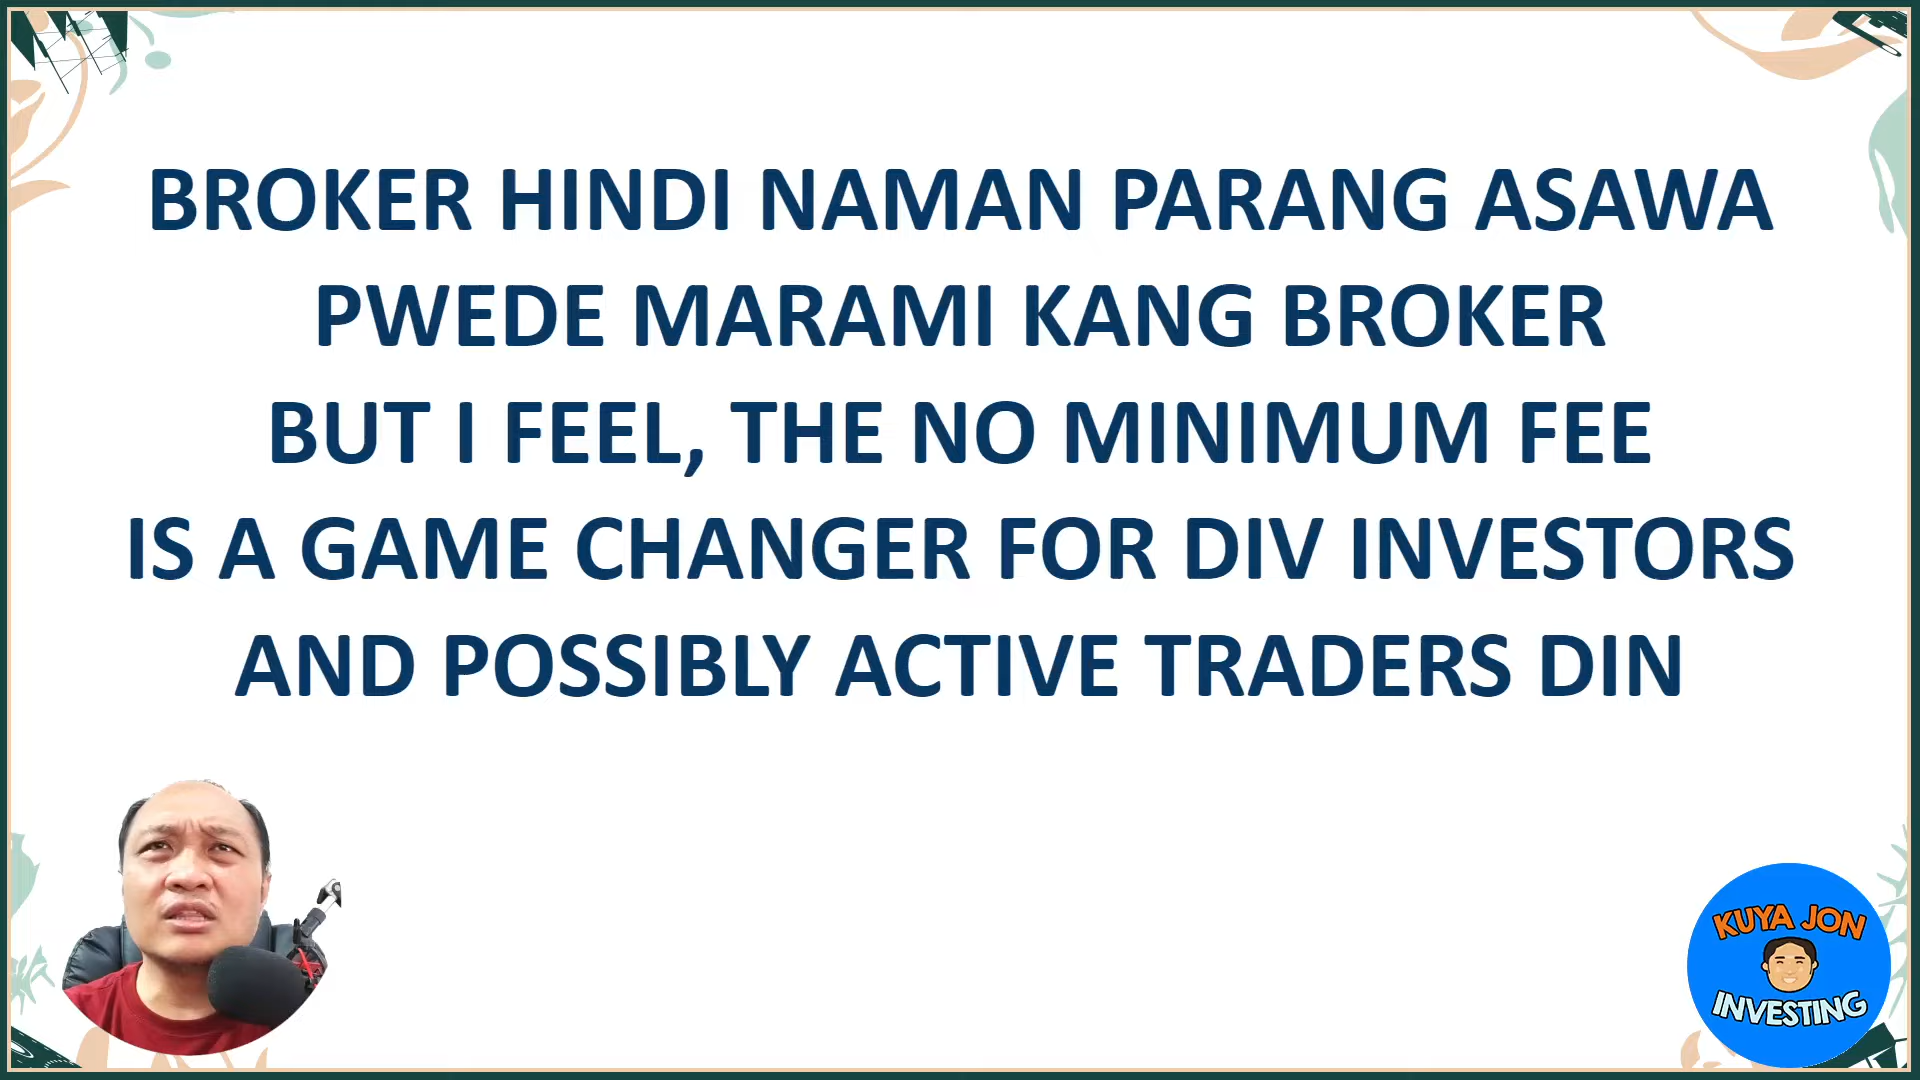 BROKER HINDI NAMAN PARANG ASAWA
PWEDE MARAMI KANG BROKER
BUT I FEEL, THE NO MINIMUM FEE
IS A GAME CHANGER FOR DIV INVESTORS
AND POSSIBLY ACTIVE TRADERS DIN
KUYA JON
INVESTING